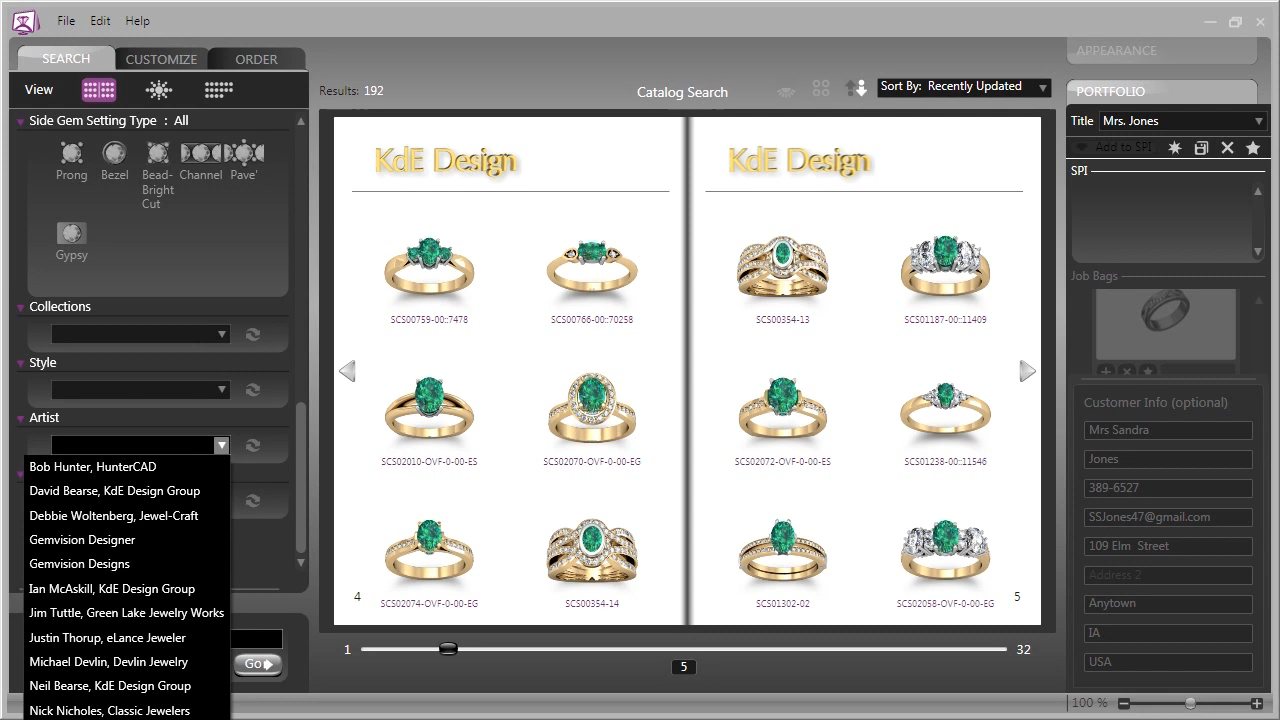 File Edit Help
SEARCH CUSTOMIZE ORDER
View
Side Gem Setting Type : All
Prong Bezel Bead-Bright Cut Channel Pave'
Gypsy
Collections
Style
Artist
Bob Hunter, HunterCAD
David Bearse, KdE Design Group
Debbie Woltenberg, Jewel-Craft
Gemvision Designer
Gemvision Designs
Ian McAskill, KdE Design Group
Jim Tuttle, Green Lake Jewelry Works
Justin Thorup, eLance Jeweler
Michael Devlin, Devlin Jewelry
Neil Bearse, KdE Design Group
Nick Nicholes, Classic Jewelers
Go
Results: 192
Catalog Search
Sort By: Recently Updated
KdE Design KdE Design
SCS00759-00::7478 SCS00766-00::70258 SCS00354-13 SCS01187-00::11409
SCS02010-OVF-0-00-ES SCS02070-OVF-0-00-EG SCS02072-OVF-0-00-ES SCS01238-00::11546
4 SCS02074-OVF-0-00-EG SCS00354-14 SCS01302-02 SCS02058-OVF-0-00-EG 5
1 32
5
APPEARANCE
PORTFOLIO
Title Mrs. Jones
Add to SPI
SPI
Job Bags
Customer Info (optional)
Mrs Sandra
Jones
389-6527
SSJones47@gmail.com
109 Elm Street
Address 2
Anytown
IA
USA
100 %